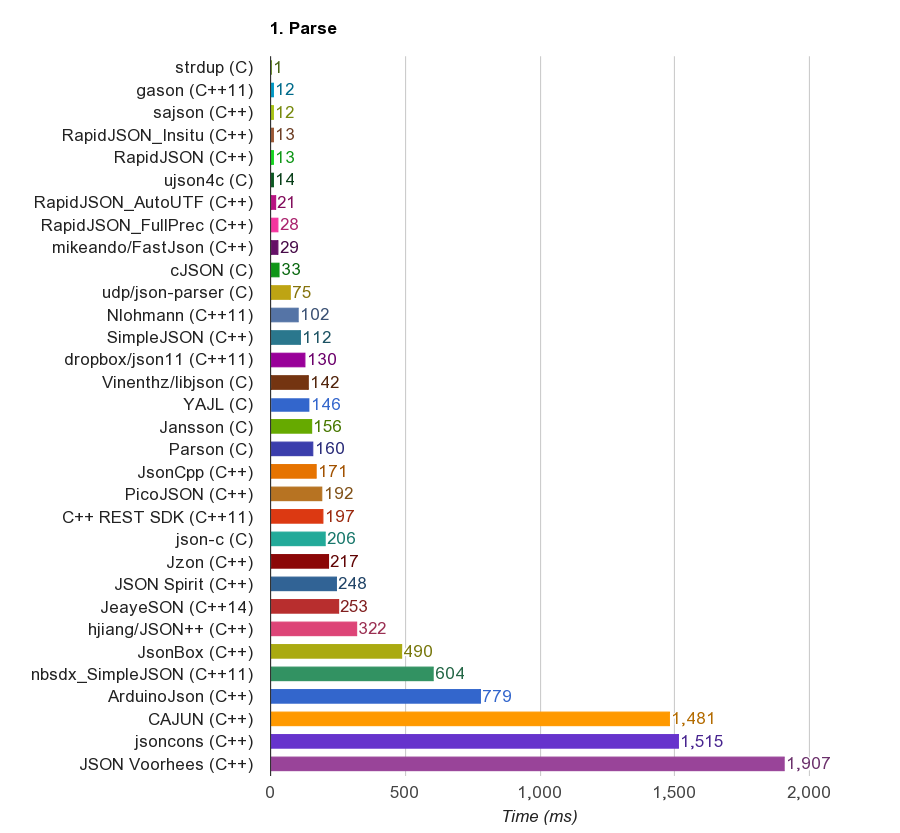 1. Parse
strdup (C) 1
gason (C++11) 12
sajson (C++) 12
RapidJSON_Insitu (C++) 13
RapidJSON (C++) 13
ujson4c (C) 14
RapidJSON_AutoUTF (C++) 21
RapidJSON_FullPrec (C++) 28
mikeando/FastJson (C++) 29
cJSON (C) 33
udp/json-parser (C) 75
Nlohmann (C++11) 102
SimpleJSON (C++) 112
dropbox/json11 (C++11) 130
Vinenthz/libjson (C) 142
YAJL (C) 146
Jansson (C) 156
Parson (C) 160
JsonCpp (C++) 171
PicoJSON (C++) 192
C++ REST SDK (C++11) 197
json-c (C) 206
Jzon (C++) 217
JSON Spirit (C++) 248
JeayeSON (C++14) 253
hjiang/JSON++ (C++) 322
JsonBox (C++) 490
nbsdx_SimpleJSON (C++11) 604
ArduinoJson (C++) 779
CAJUN (C++) 1,481
jsoncons (C++) 1,515
JSON Voorhees (C++) 1,907
0 500 1,000 1,500 2,000
Time (ms)